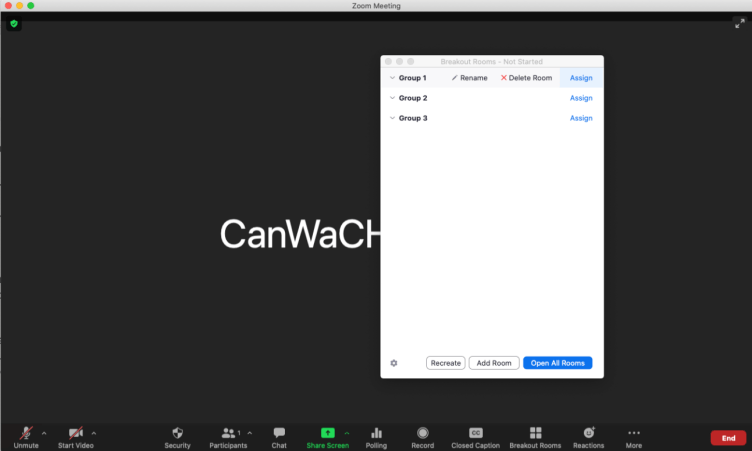 Zoom Meeting
Breakout Rooms - Not Started
Group 1 Rename Delete Room Assign
Group 2 Assign
Group 3 Assign
CanWaCH
Recreate Add Room Open All Rooms
Unmute Start Video Security Participants 1 Chat Share Screen Polling Record CC Closed Caption Breakout Rooms Reactions More End